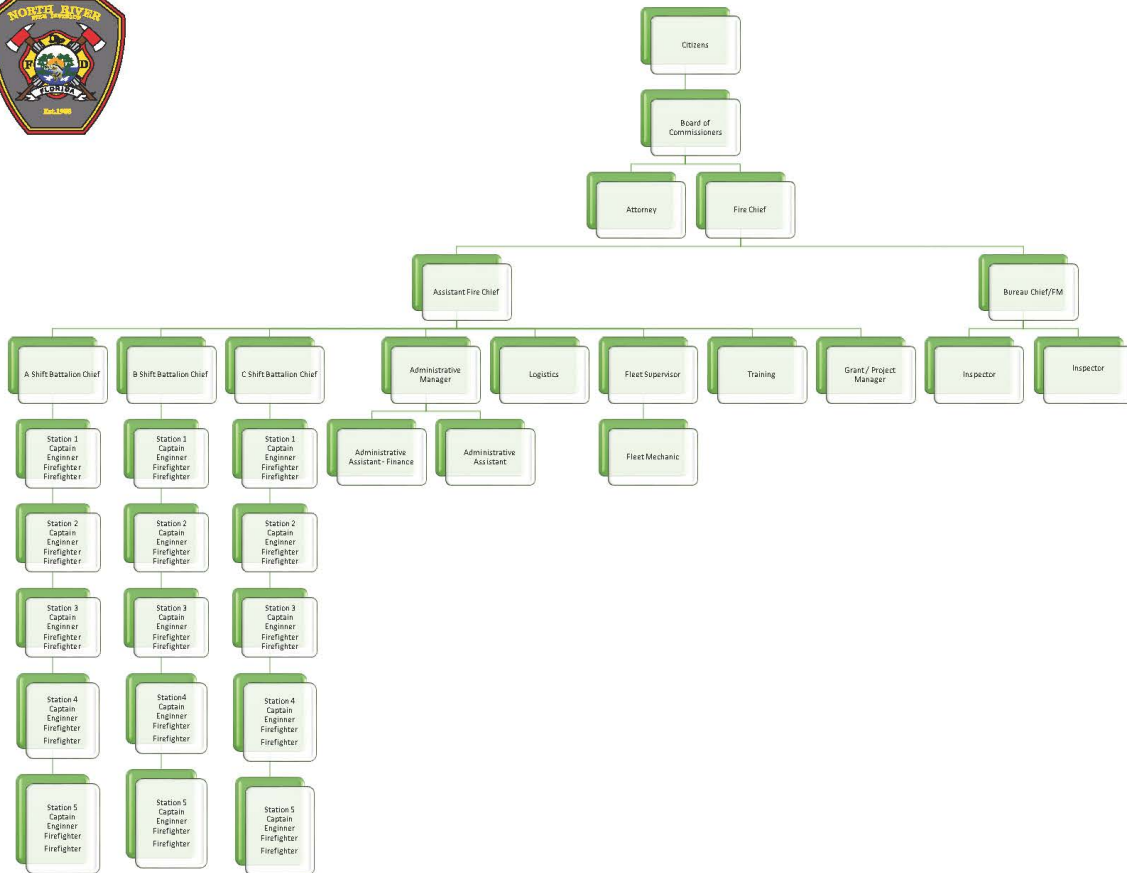 NORTH RIVER
FIRE DISTRICT
F D
FLORIDA
Est.1988
Citizens
Board of
Commissioners
Attorney
Fire Chief
Assistant Fire Chief
Bureau Chief/FM
A Shift Battalion Chief
B Shift Battalion Chief
C Shift Battalion Chief
Administrative
Manager
Logistics
Fleet Supervisor
Training
Grant / Project
Manager
Inspector
Inspector
Station 1
Captain
Enginner
Firefighter
Firefighter
Station 1
Captain
Enginner
Firefighter
Firefighter
Station 1
Captain
Enginner
Firefighter
Firefighter
Administrative
Assistant- Finance
Administrative
Assistant
Fleet Mechanic
Station 2
Captain
Enginner
Firefighter
Firefighter
Station 2
Captain
Enginner
Firefighter
Firefighter
Station 2
Captain
Enginner
Firefighter
Firefighter
Station 3
Captain
Enginner
Firefighter
Firefighter
Station 3
Captain
Enginner
Firefighter
Firefighter
Station 3
Captain
Enginner
Firefighter
Firefighter
Station 4
Captain
Enginner
Firefighter
Firefighter
Station4
Captain
Enginner
Firefighter
Firefighter
Station 4
Captain
Enginner
Firefighter
Firefighter
Station 5
Captain
Enginner
Firefighter
Firefighter
Station 5
Captain
Enginner
Firefighter
Firefighter
Station 5
Captain
Enginner
Firefighter
Firefighter